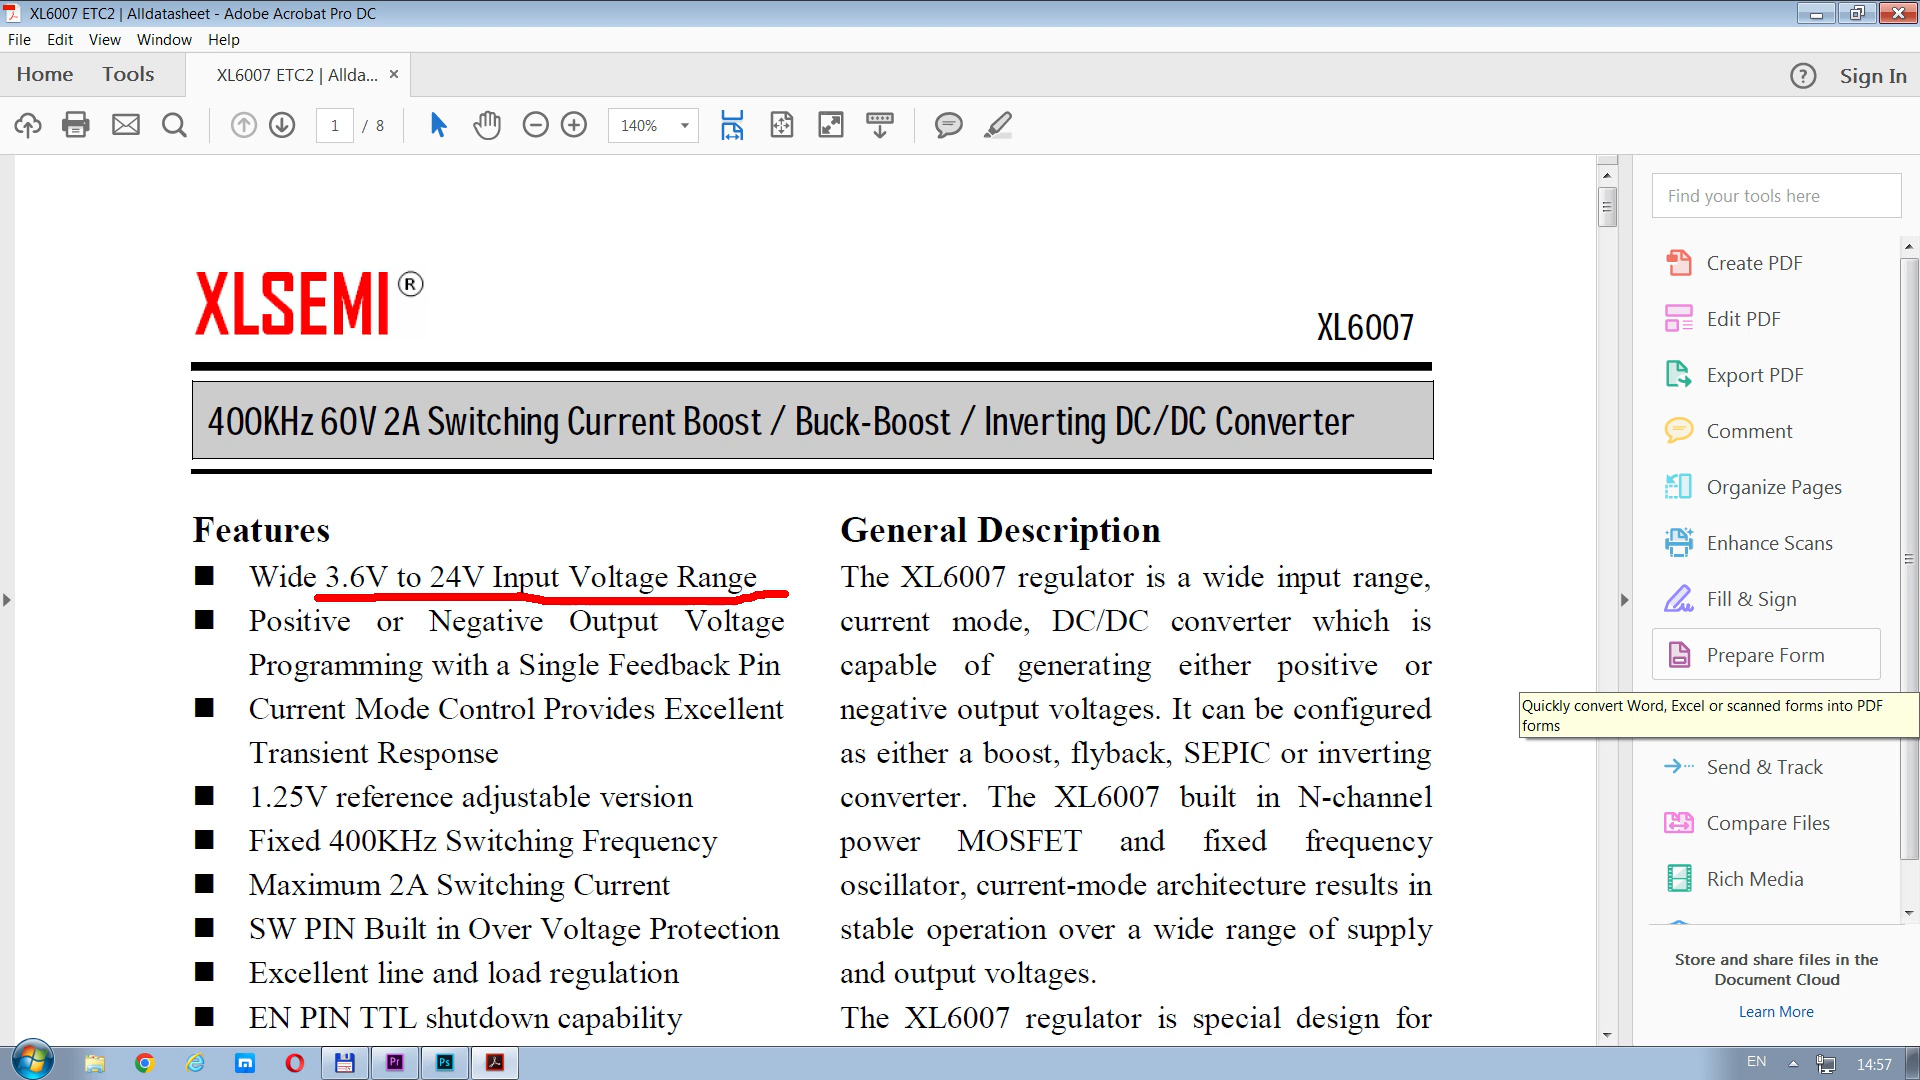 XL6007 ETC2 | Alldatasheet - Adobe Acrobat Pro DC
File Edit View Window Help
Home Tools XL6007 ETC2 | Allda... × ? Sign In
1 / 8 140%
Find your tools here
Create PDF
Edit PDF
Export PDF
Comment
Organize Pages
Enhance Scans
Fill & Sign
Prepare Form
Quickly convert Word, Excel or scanned forms into PDF
forms
Send & Track
Compare Files
Rich Media
Store and share files in the
Document Cloud
Learn More
XLSEMI ®
XL6007
400KHz 60V 2A Switching Current Boost / Buck-Boost / Inverting DC/DC Converter
Features
■ Wide 3.6V to 24V Input Voltage Range
■ Positive or Negative Output Voltage
Programming with a Single Feedback Pin
■ Current Mode Control Provides Excellent
Transient Response
■ 1.25V reference adjustable version
■ Fixed 400KHz Switching Frequency
■ Maximum 2A Switching Current
■ SW PIN Built in Over Voltage Protection
■ Excellent line and load regulation
■ EN PIN TTL shutdown capability
General Description
The XL6007 regulator is a wide input range,
current mode, DC/DC converter which is
capable of generating either positive or
negative output voltages. It can be configured
as either a boost, flyback, SEPIC or inverting
converter. The XL6007 built in N-channel
power MOSFET and fixed frequency
oscillator, current-mode architecture results in
stable operation over a wide range of supply
and output voltages.
The XL6007 regulator is special design for
Pr Ps
EN 14:57